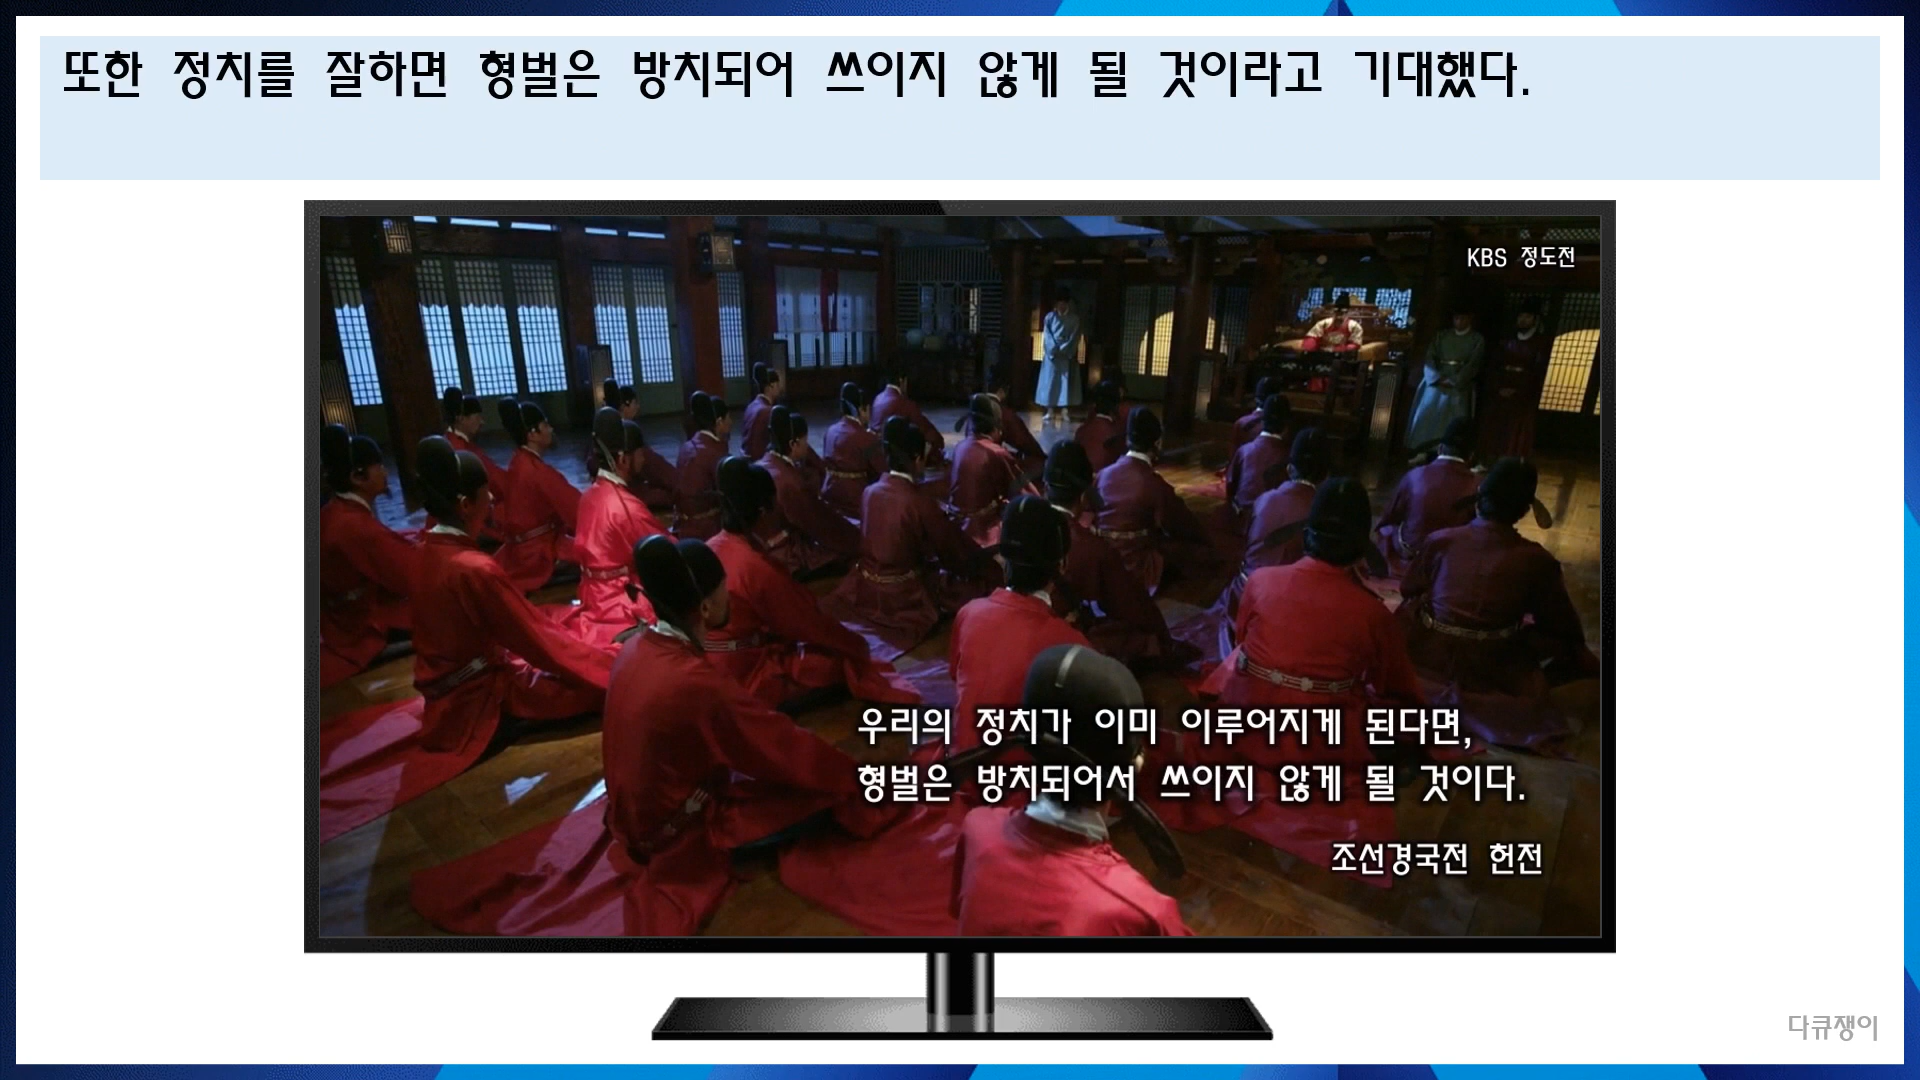 또한 정치를 잘하면 형벌은 방치되어 쓰이지 않게 될 것이라고 기대했다.
KBS 정도전
우리의 정치가 이미 이루어지게 된다면,
형벌은 방치되어서 쓰이지 않게 될 것이다.
조선경국전 헌전
다큐쟁이